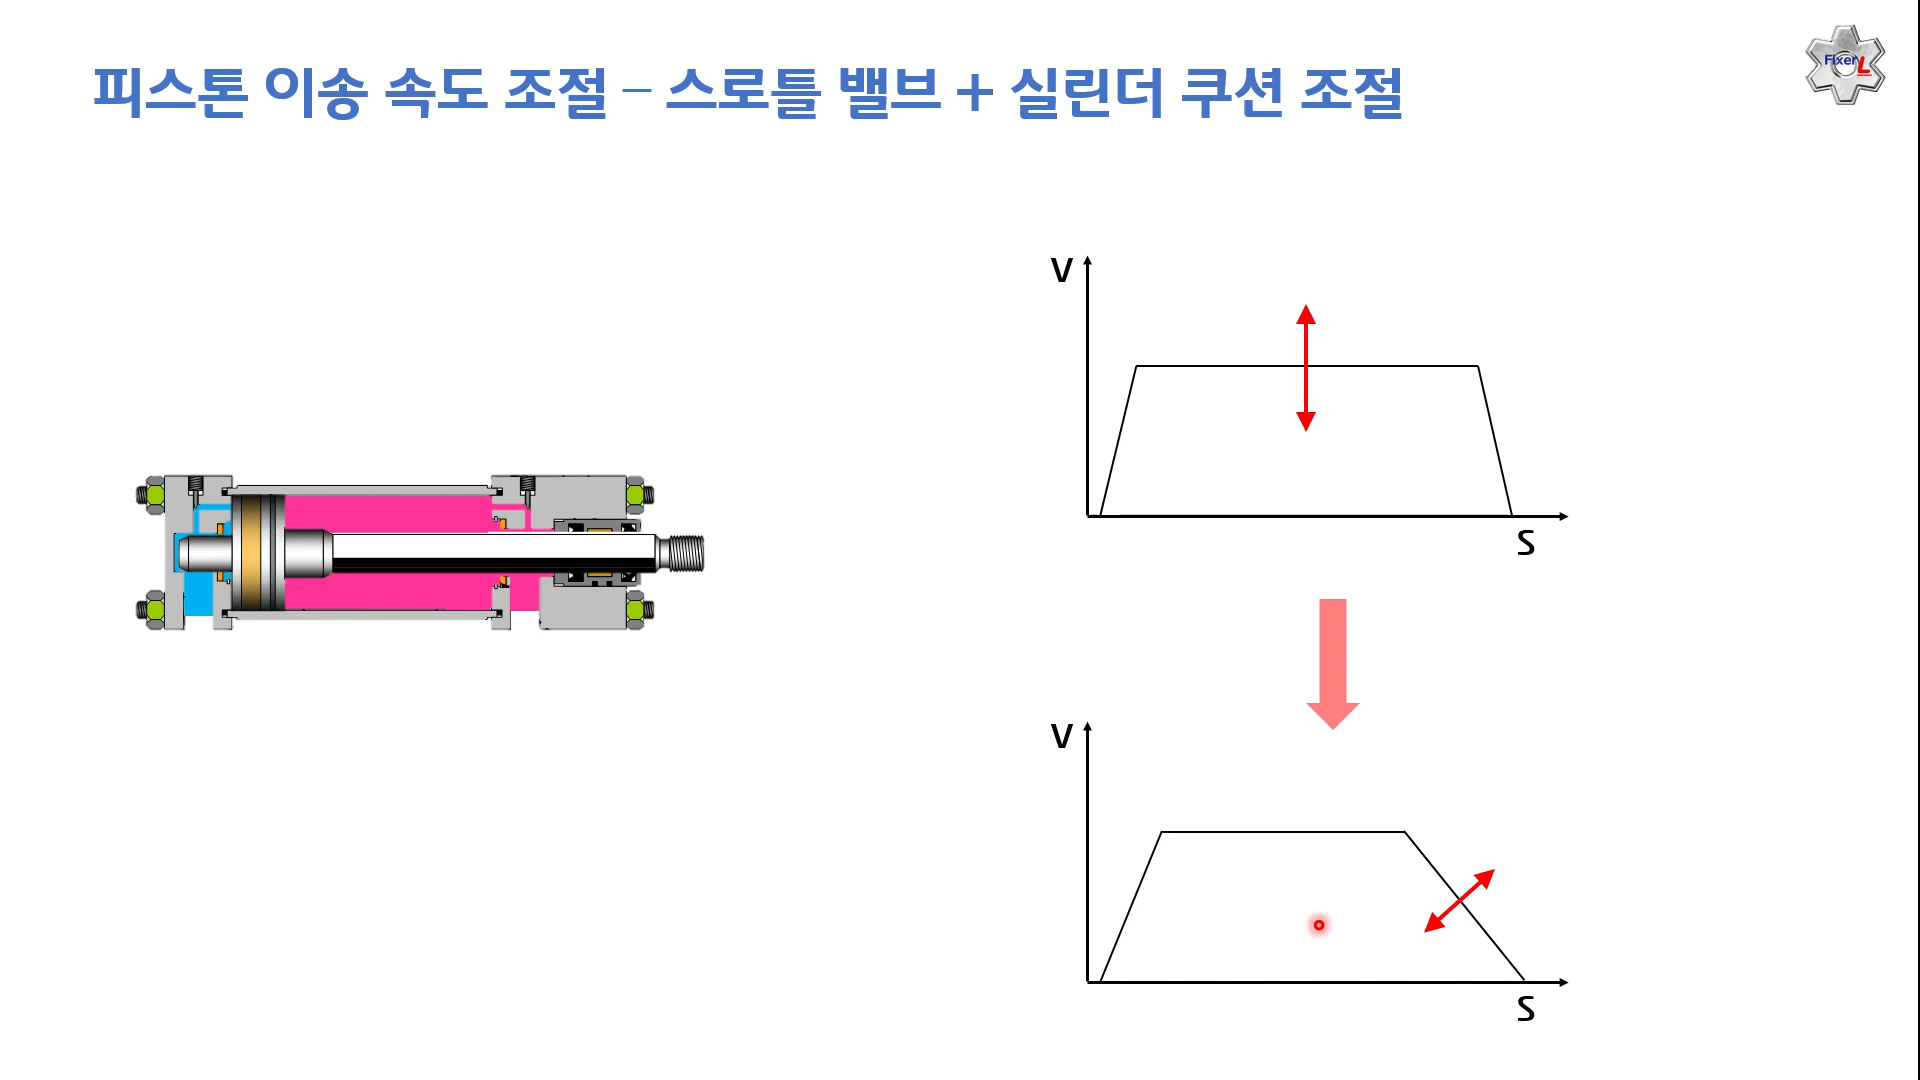 피스톤 이송 속도 조절 – 스로틀 밸브 + 실린더 쿠션 조절
Fixer L
V
S
V
S